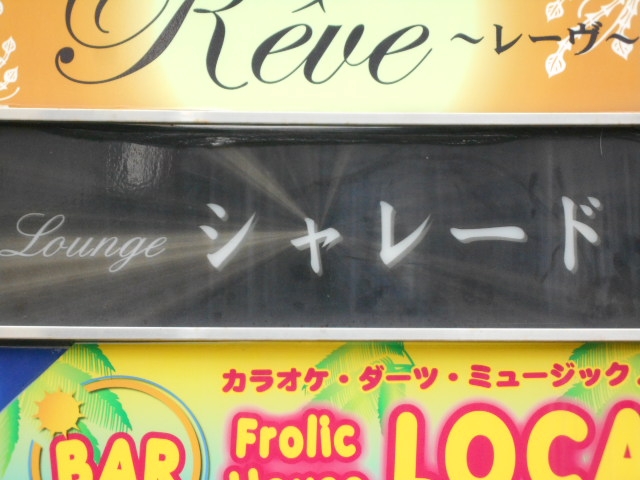 Rêve ～レーヴ～
Lounge シャレード
カラオケ・ダーツ・ミュージック
BAR
Frolic
House
LOCA